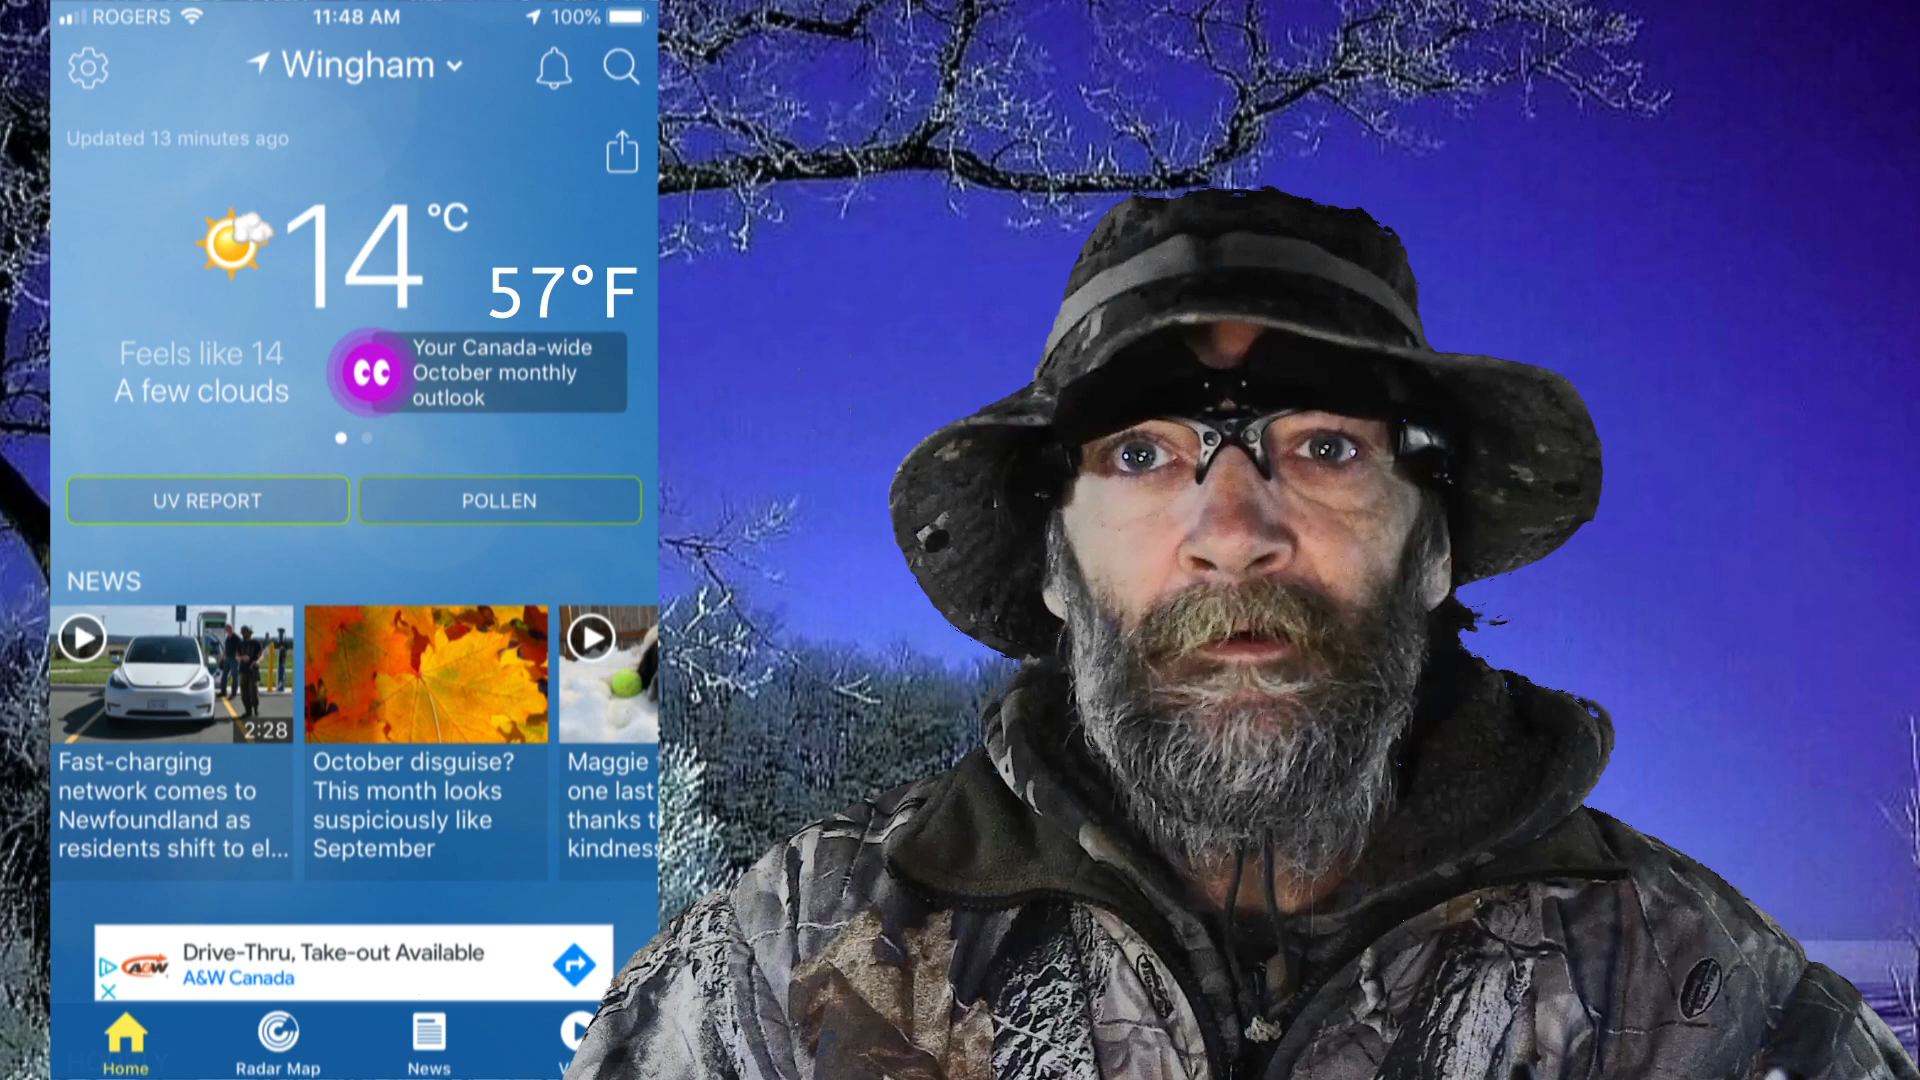 ROGERS 11:48 AM 100%
Wingham
Updated 13 minutes ago
14 °C
57°F
Feels like 14
A few clouds
Your Canada-wide
October monthly
outlook
UV REPORT
POLLEN
NEWS
2:28
Fast-charging
network comes to
Newfoundland as
residents shift to el...
October disguise?
This month looks
suspiciously like
September
Maggie
one last
thanks t
kindness
Drive-Thru, Take-out Available
A&W
A&W Canada
Home
Radar Map
News
V